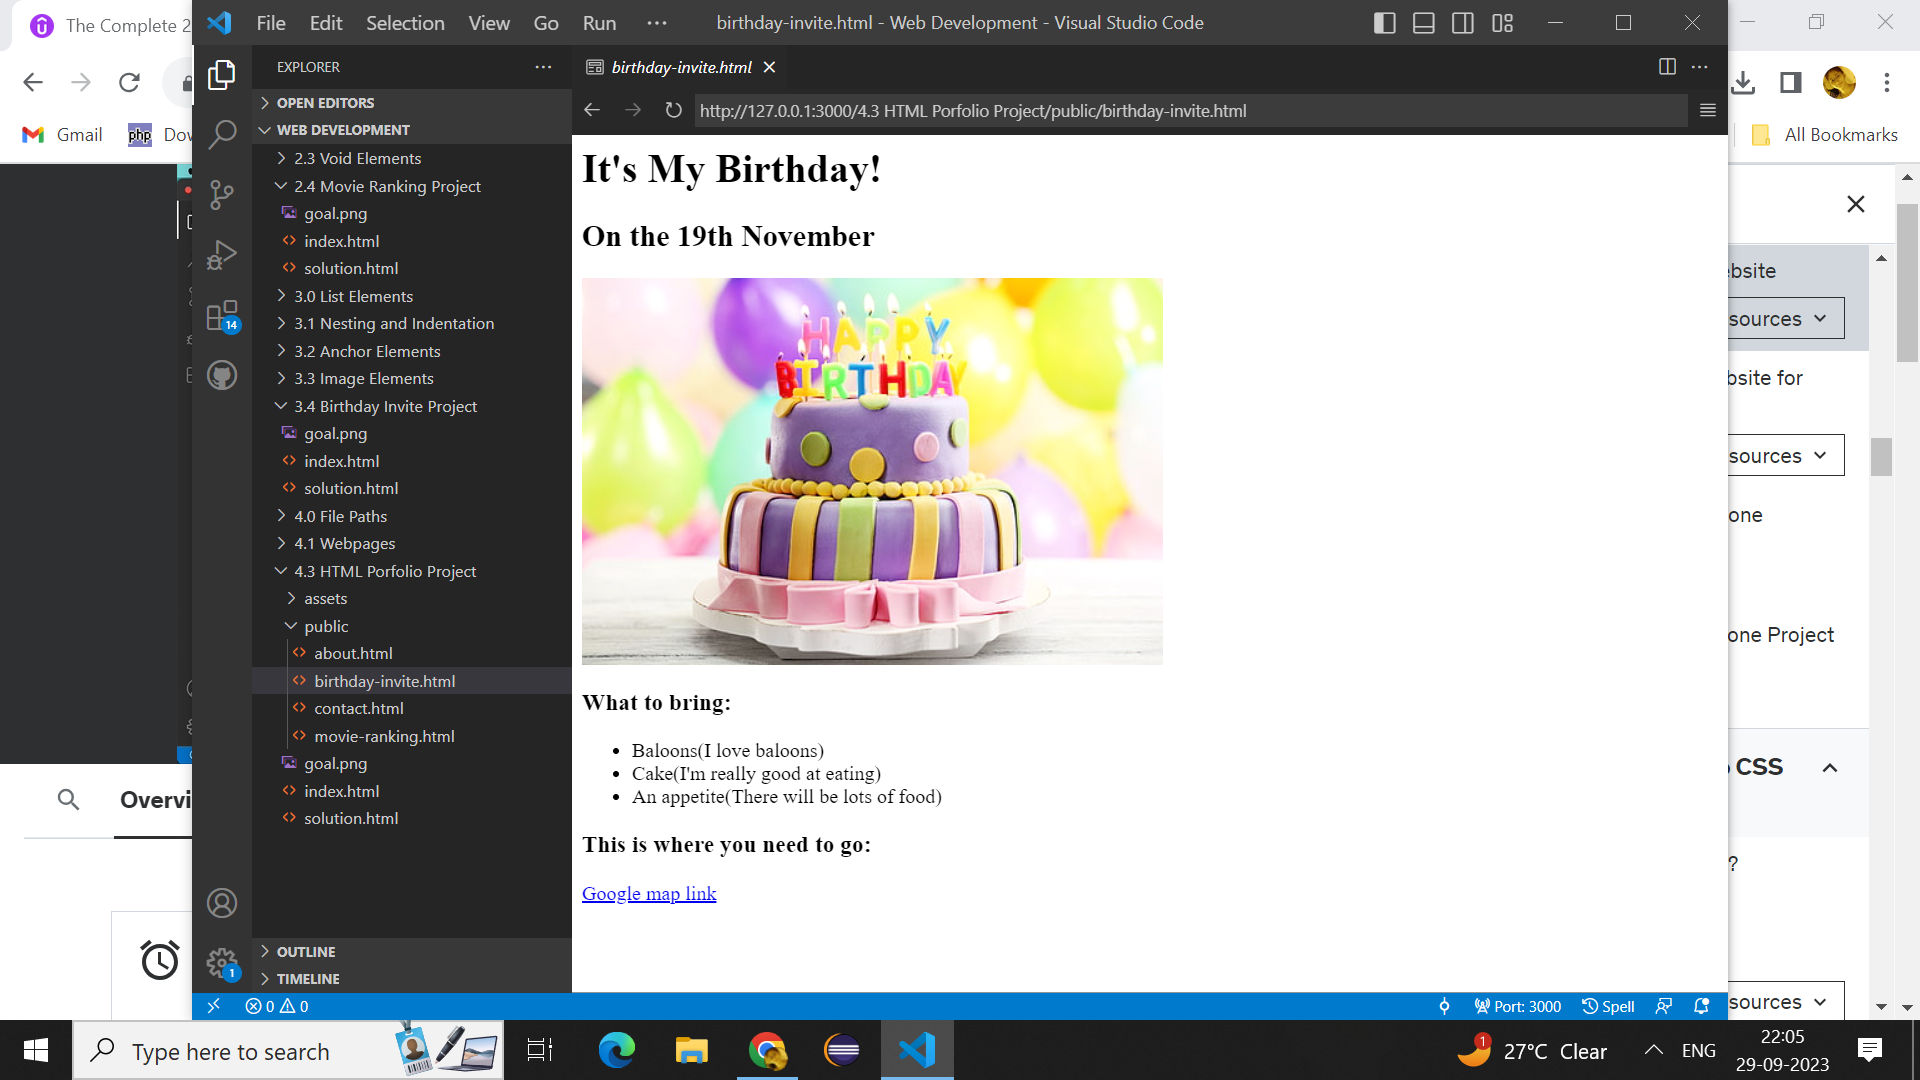 The Complete 2
File Edit Selection View Go Run ···
birthday-invite.html - Web Development - Visual Studio Code
Gmail
php
Dov
All Bookmarks
EXPLORER
birthday-invite.html
http://127.0.0.1:3000/4.3 HTML Porfolio Project/public/birthday-invite.html
OPEN EDITORS
WEB DEVELOPMENT
2.3 Void Elements
2.4 Movie Ranking Project
goal.png
index.html
solution.html
3.0 List Elements
3.1 Nesting and Indentation
3.2 Anchor Elements
3.3 Image Elements
3.4 Birthday Invite Project
goal.png
index.html
solution.html
4.0 File Paths
4.1 Webpages
4.3 HTML Porfolio Project
assets
public
about.html
birthday-invite.html
contact.html
movie-ranking.html
goal.png
index.html
solution.html
OUTLINE
TIMELINE
14
1
It's My Birthday!
On the 19th November
HAPPY
BIRTHDAY
What to bring:
• Baloons(I love baloons)
• Cake(I'm really good at eating)
• An appetite(There will be lots of food)
This is where you need to go:
Google map link
ebsite
sources
bsite for
sources
one
one Project
CSS
?
sources
Overvi
0 0
Port: 3000
Spell
Type here to search
1
27°C Clear
ENG
22:05
29-09-2023